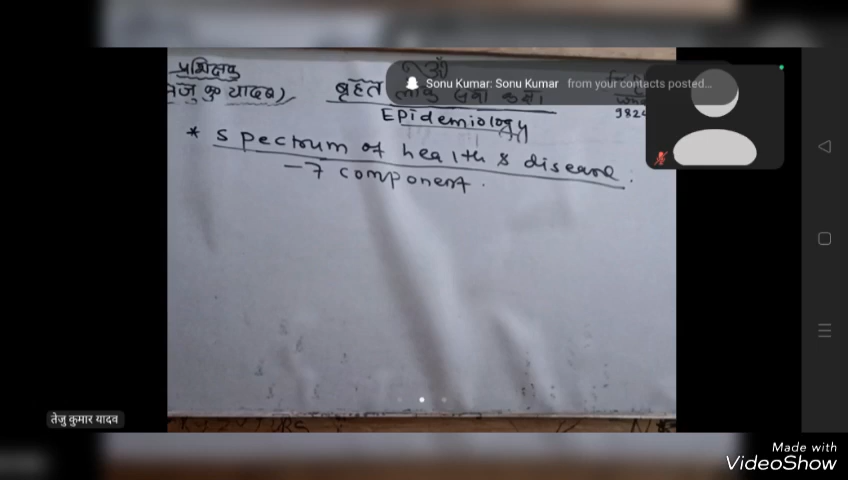 ॐ
प्रशिक्षक
Sonu Kumar: Sonu Kumar from your contacts posted...
तेजु कु यादव)
बृहत
982
Epidemiology
* Spectrum of health & disease:
- 7 component.
तेजु कुमार यादव
Made with
VideoShow